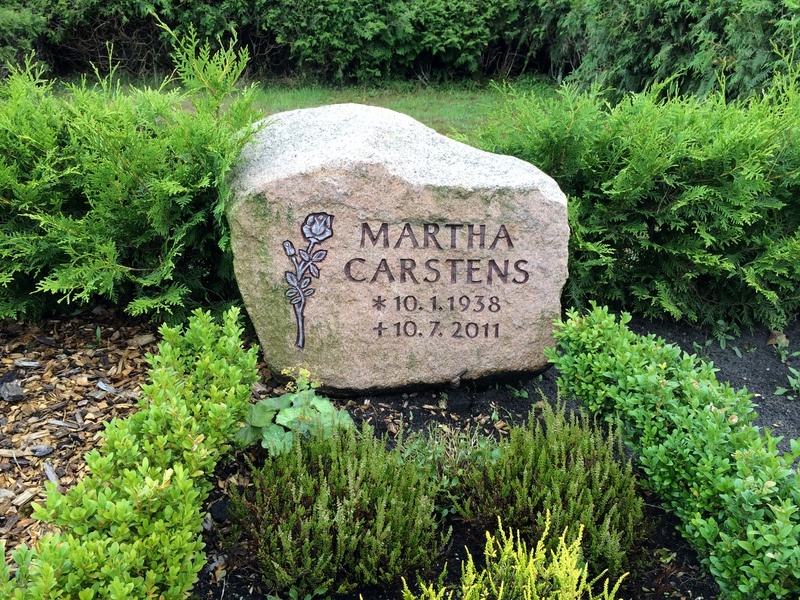 MARTHA
CARSTENS
* 10. 1. 1938
+ 10. 7. 2011